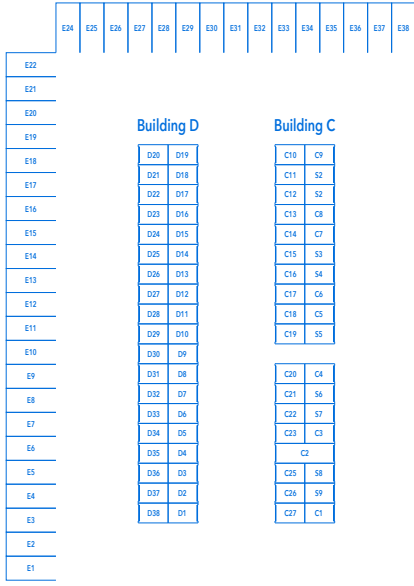 E24 E25 E26 E27 E28 E29 E30 E31 E32 E33 E34 E35 E36 E37 E38
E22
E21
E20
E19
E18
E17
E16
E15
E14
E13
E12
E11
E10
E9
E8
E7
E6
E5
E4
E3
E2
E1
Building D
D20 D19
D21 D18
D22 D17
D23 D16
D24 D15
D25 D14
D26 D13
D27 D12
D28 D11
D29 D10
D30 D9
D31 D8
D32 D7
D33 D6
D34 D5
D35 D4
D36 D3
D37 D2
D38 D1
Building C
C10 C9
C11 S2
C12 S2
C13 C8
C14 C7
C15 S3
C16 S4
C17 C6
C18 C5
C19 S5
C20 C4
C21 S6
C22 S7
C23 C3
C2
C25 S8
C26 S9
C27 C1